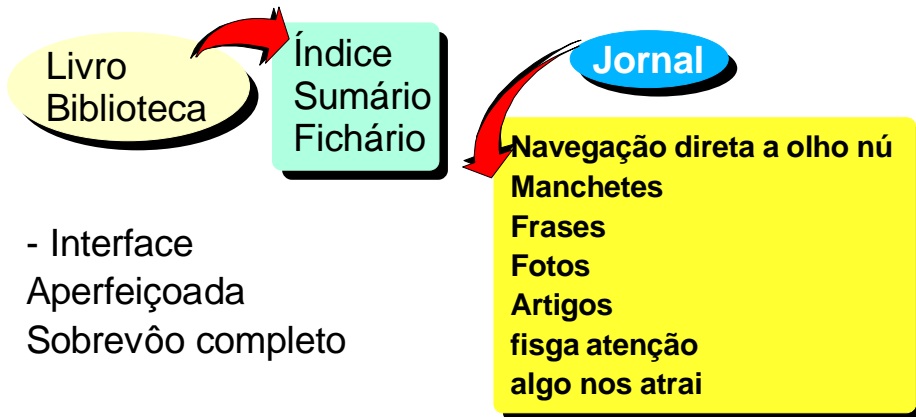 Livro
Biblioteca
Índice
Sumário
Fichário
Jornal
Navegação direta a olho nú
Manchetes
Frases
Fotos
Artigos
fisga atenção
algo nos atrai
- Interface
Aperfeiçoada
Sobrevôo completo